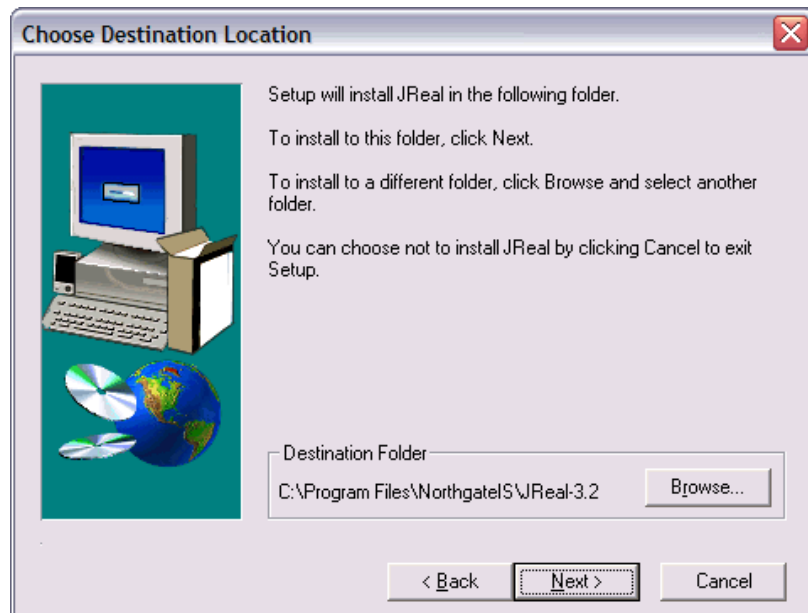 Choose Destination Location
Setup will install JReal in the following folder.
To install to this folder, click Next.
To install to a different folder, click Browse and select another
folder.
You can choose not to install JReal by clicking Cancel to exit
Setup.
Destination Folder
C:\Program Files\NorthgateIS\JReal-3.2
Browse...
< Back
Next >
Cancel